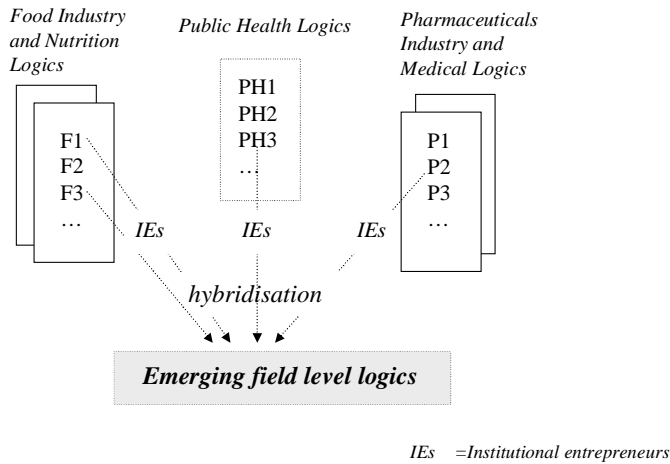 Food Industry
and Nutrition
Logics
Public Health Logics
Pharmaceuticals
Industry and
Medical Logics
F1
F2
F3
…
PH1
PH2
PH3
…
P1
P2
P3
…
IEs
IEs
IEs
hybridisation
Emerging field level logics
IEs =Institutional entrepreneurs